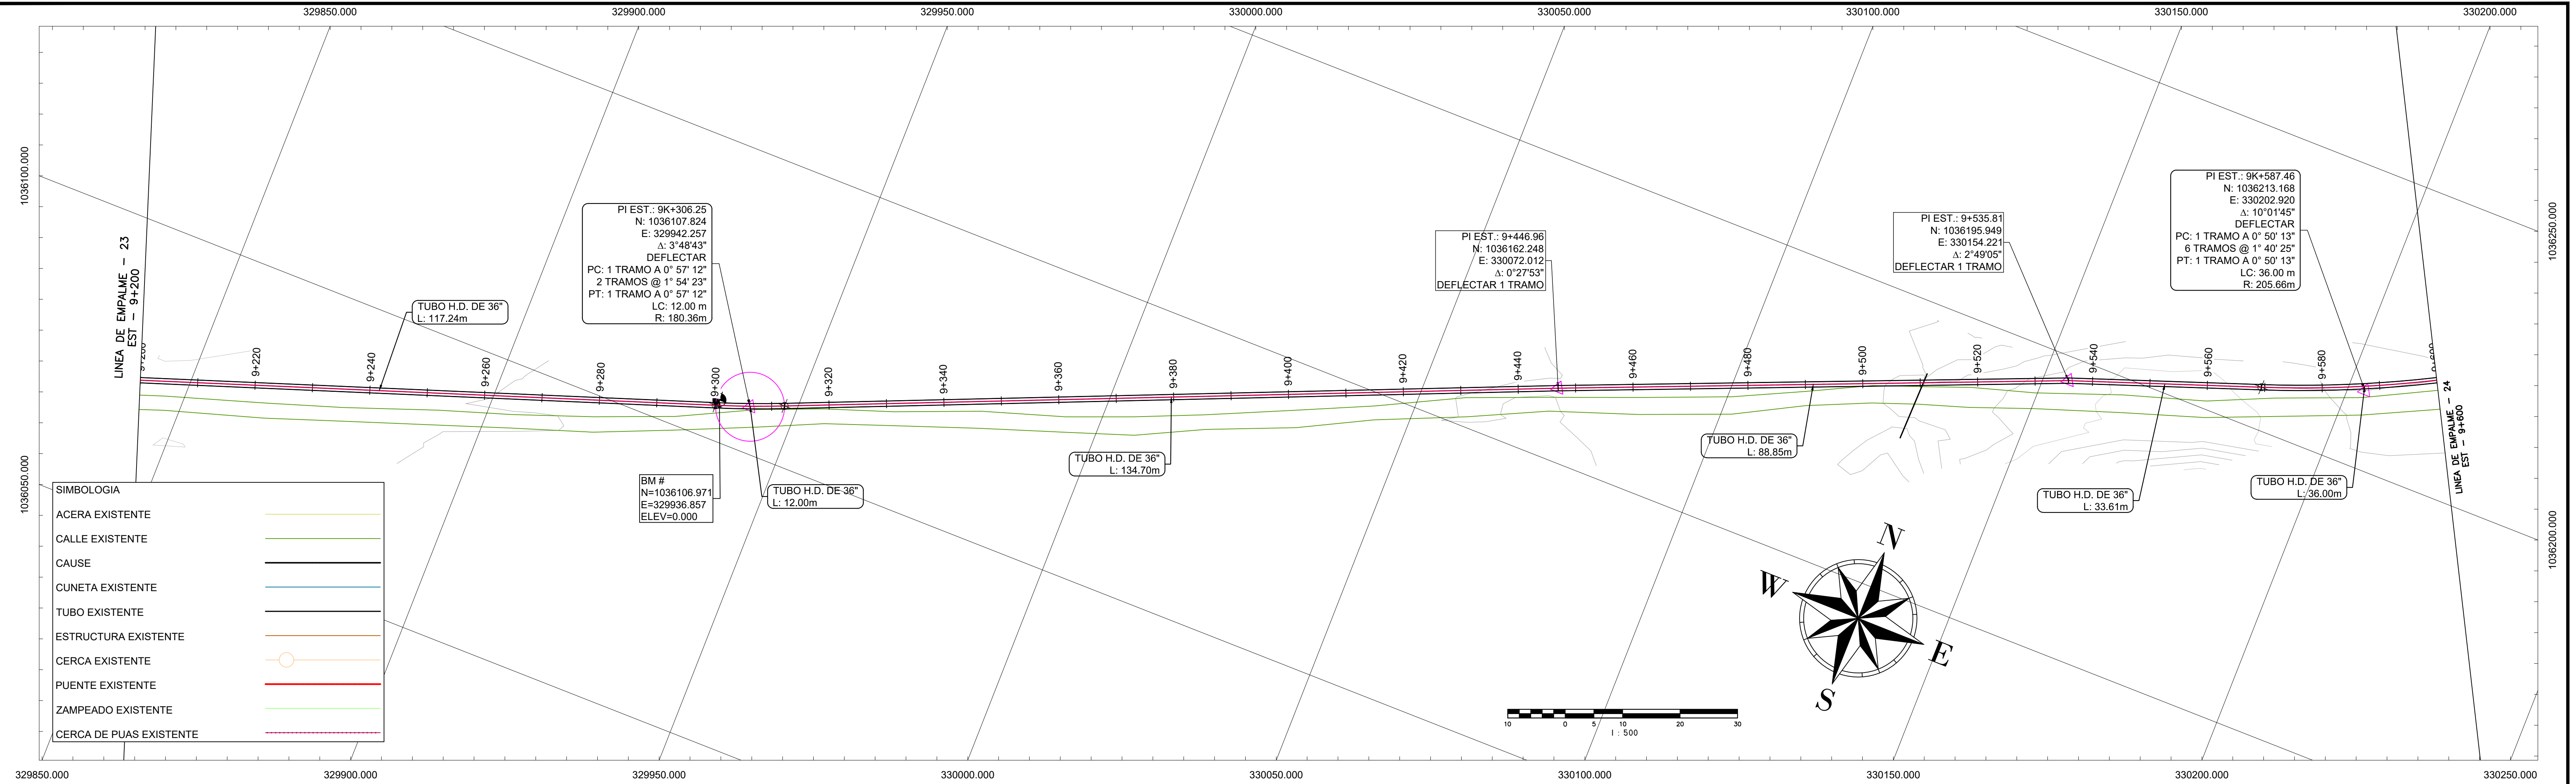 329850.000
329900.000
329950.000
330000.000
330050.000
330100.000
330150.000
330200.000
1036100.000
1036050.000
1036250.000
1036200.000
LINEA DE EMPALME - 23
EST - 9+200
9+220
9+240
9+260
9+280
9+300
9+320
9+340
9+360
9+380
9+400
9+420
9+440
9+460
9+480
9+500
9+520
9+540
9+560
9+580
TUBO H.D. DE 36"
L: 117.24m
PI EST.: 9K+306.25
N: 1036107.824
E: 329942.257
Δ: 3°48'43"
DEFLECTAR
PC: 1 TRAMO A 0° 57' 12"
2 TRAMOS @ 1° 54' 23"
PT: 1 TRAMO A 0° 57' 12"
LC: 12.00 m
R: 180.36m
BM #
N=1036106.971
E=329936.857
ELEV=0.000
TUBO H.D. DE 36"
L: 12.00m
TUBO H.D. DE 36"
L: 134.70m
PI EST.: 9+446.96
N: 1036162.248
E: 330072.012
Δ: 0°27'53"
DEFLECTAR 1 TRAMO
TUBO H.D. DE 36"
L: 88.85m
PI EST.: 9+535.81
N: 1036195.949
E: 330154.221
Δ: 2°49'05"
DEFLECTAR 1 TRAMO
TUBO H.D. DE 36"
L: 33.61m
PI EST.: 9K+587.46
N: 1036213.168
E: 330202.920
Δ: 10°01'45"
DEFLECTAR
PC: 1 TRAMO A 0° 50' 13"
6 TRAMOS @ 1° 40' 25"
PT: 1 TRAMO A 0° 50' 13"
LC: 36.00 m
R: 205.66m
TUBO H.D. DE 36"
L: 36.00m
LINEA DE EMPALME - 24
EST - 9+600
SIMBOLOGIA
ACERA EXISTENTE
CALLE EXISTENTE
CAUSE
CUNETA EXISTENTE
TUBO EXISTENTE
ESTRUCTURA EXISTENTE
CERCA EXISTENTE
PUENTE EXISTENTE
ZAMPEADO EXISTENTE
CERCA DE PUAS EXISTENTE
N
W
E
S
10 0 5 10 20 30
1 : 500
329850.000
329900.000
329950.000
330000.000
330050.000
330100.000
330150.000
330200.000
330250.000